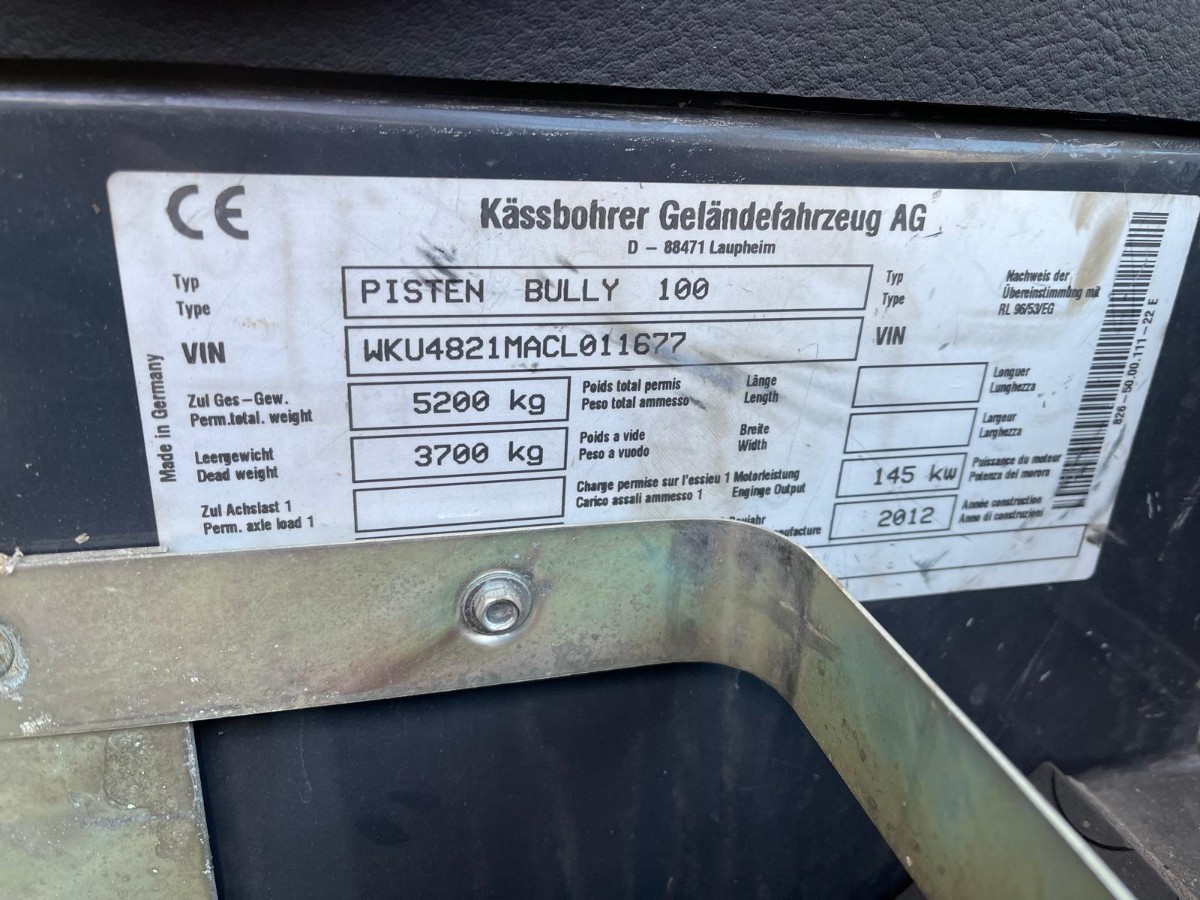 CE
Kässbohrer Geländefahrzeug AG
D – 88471 Laupheim
Typ
Type
PISTEN BULLY 100
Typ
Type
Nachweis der
Übereinstimmbng mit
RL 96/53/EG
VIN
WKU4821MACL011677
VIN
Zul Ges-Gew.
Perm.total. weight
5200 kg
Poids total permis
Peso total ammesso
Länge
Length
Longuer
Lunghezza
Leergewicht
Dead weight
3700 kg
Poids a vide
Peso a vuodo
Breite
Width
Largeur
Larghezza
Zul Achslast 1
Perm. axle load 1
Charge permise sur l'essieu 1
Carico assali ammesso 1
Motorleistung
Enginge Output
145 kw
Puissance du moteur
Potenza del mororo
2012
Année construction
Anno di construzioni
Made in Germany
826-50.00.111-22 E